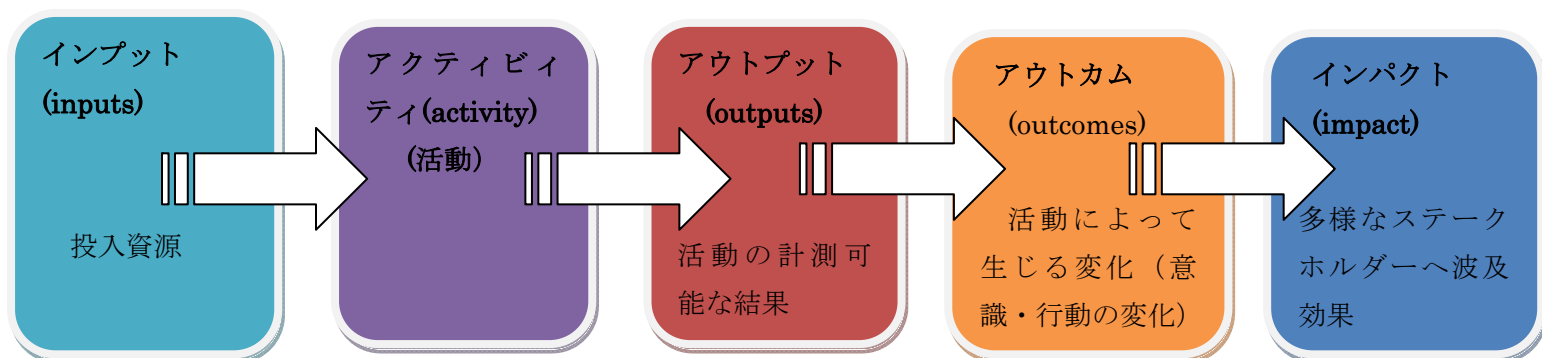 インプット
(inputs)
投入資源
アクティビィ
ティ(activity)
(活動）
アウトプット
(outputs)
活動の計測可
能な結果
アウトカム
(outcomes)
活動によって
生じる変化（意
識・行動の変化）
インパクト
(impact)
多様なステーク
ホルダーへ波及
効果